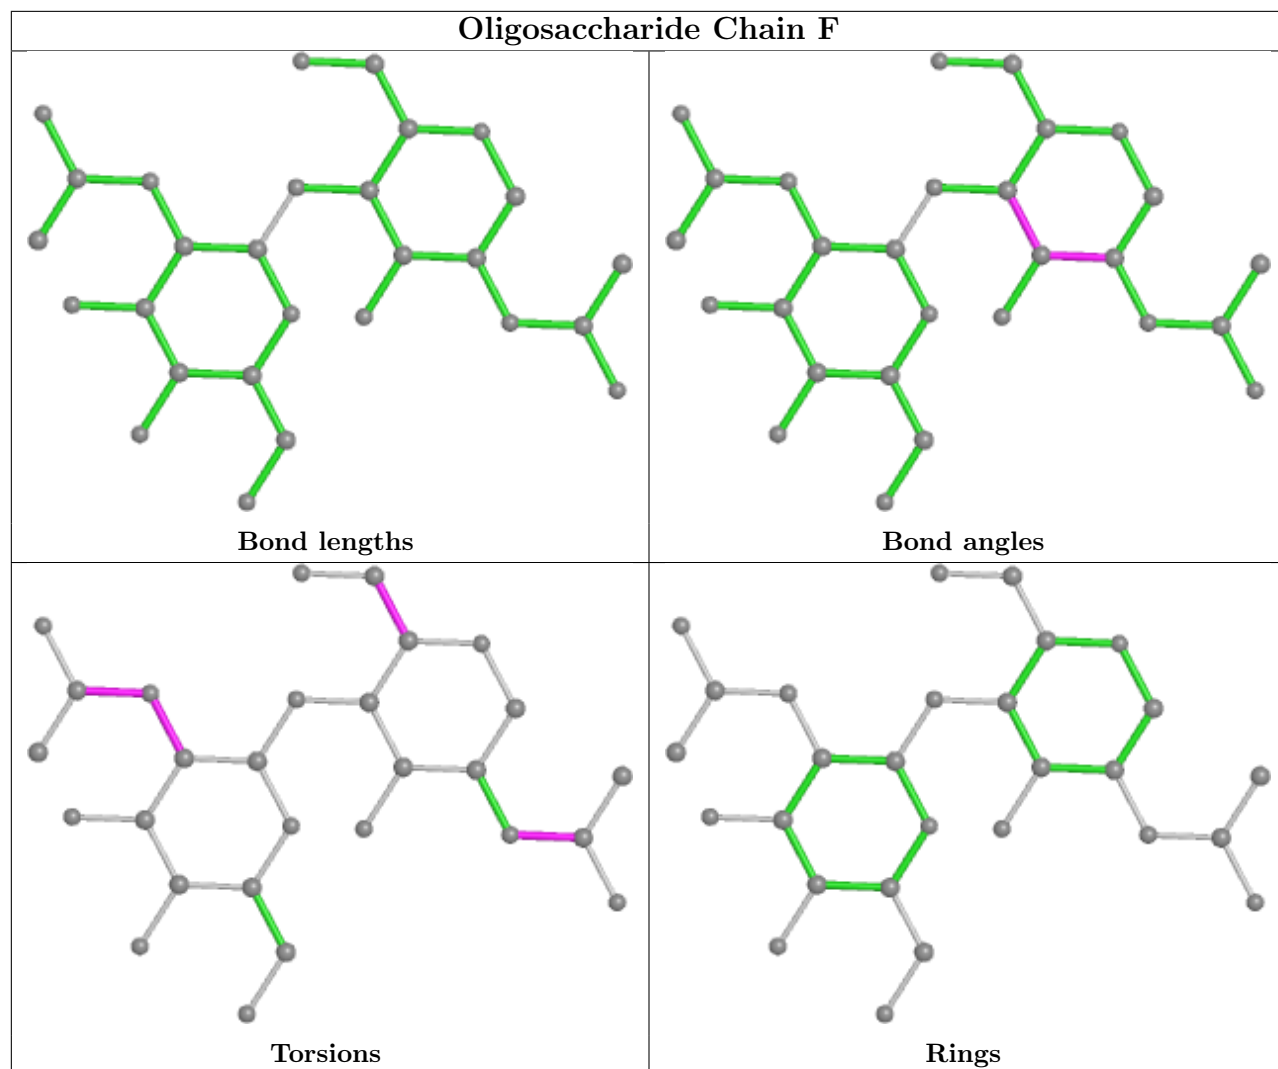 Oligosaccharide Chain F
Bond lengths
Bond angles
Torsions
Rings